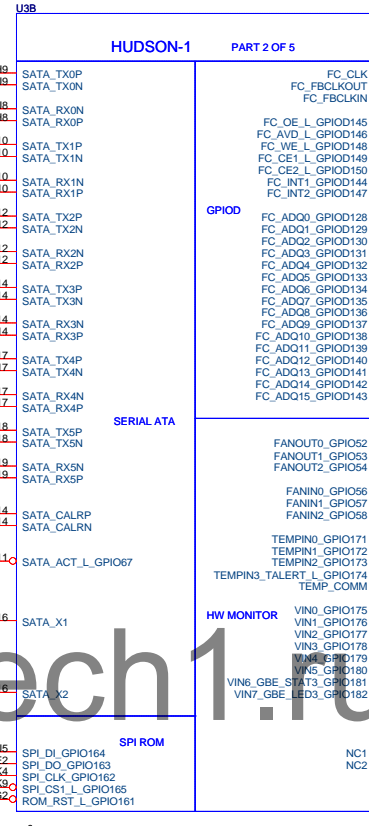 U3B
HUDSON-1 PART 2 OF 5
SATA_TX0P
SATA_TX0N
SATA_RX0N
SATA_RX0P
SATA_TX1P
SATA_TX1N
SATA_RX1N
SATA_RX1P
SATA_TX2P
SATA_TX2N
SATA_RX2N
SATA_RX2P
SATA_TX3P
SATA_TX3N
SATA_RX3N
SATA_RX3P
SATA_TX4P
SATA_TX4N
SATA_RX4N
SATA_RX4P
SERIAL ATA
SATA_TX5P
SATA_TX5N
SATA_RX5N
SATA_RX5P
SATA_CALRP
SATA_CALRN
SATA_ACT_L_GPIO67
SATA_X1
SATA_X2
SPI ROM
SPI_DI_GPIO164
SPI_DO_GPIO163
SPI_CLK_GPIO162
SPI_CS1_L_GPIO165
ROM_RST_L_GPIO161
FC_CLK
FC_FBCLKOUT
FC_FBCLKIN
FC_OE_L_GPIOD145
FC_AVD_L_GPIOD146
FC_WE_L_GPIOD148
FC_CE1_L_GPIOD149
FC_CE2_L_GPIOD150
FC_INT1_GPIOD144
FC_INT2_GPIOD147
GPIOD
FC_ADQ0_GPIOD128
FC_ADQ1_GPIOD129
FC_ADQ2_GPIOD130
FC_ADQ3_GPIOD131
FC_ADQ4_GPIOD132
FC_ADQ5_GPIOD133
FC_ADQ6_GPIOD134
FC_ADQ7_GPIOD135
FC_ADQ8_GPIOD136
FC_ADQ9_GPIOD137
FC_ADQ10_GPIOD138
FC_ADQ11_GPIOD139
FC_ADQ12_GPIOD140
FC_ADQ13_GPIOD141
FC_ADQ14_GPIOD142
FC_ADQ15_GPIOD143
FANOUT0_GPIO52
FANOUT1_GPIO53
FANOUT2_GPIO54
FANIN0_GPIO56
FANIN1_GPIO57
FANIN2_GPIO58
TEMPIN0_GPIO171
TEMPIN1_GPIO172
TEMPIN2_GPIO173
TEMPIN3_TALERT_L_GPIO174
TEMP_COMM
HW MONITOR
VIN0_GPIO175
VIN1_GPIO176
VIN2_GPIO177
VIN3_GPIO178
VIN4_GPIO179
VIN5_GPIO180
VIN6_GBE_STAT3_GPIO181
VIN7_GBE_LED3_GPIO182
NC1
NC2
ech1.ru